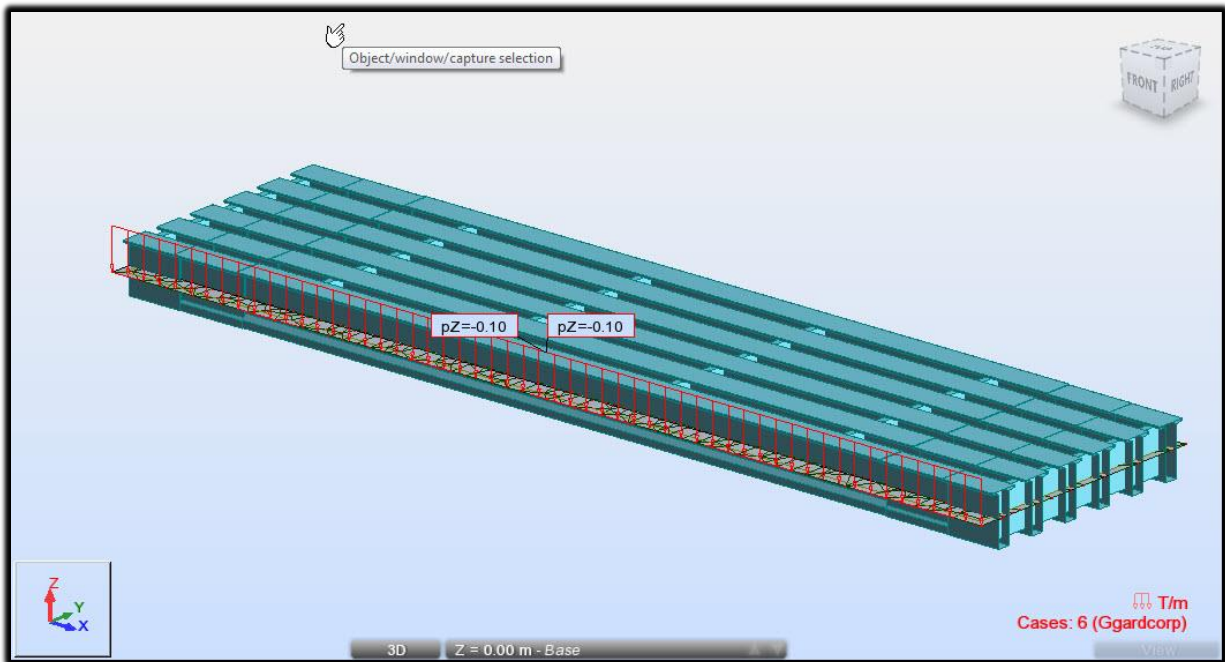 Object/window/capture selection
FRONT
RIGHT
pZ=-0.10
pZ=-0.10
Z
Y
X
T/m
Cases: 6 (Ggardcorp)
3D
Z = 0.00 m - Base
View